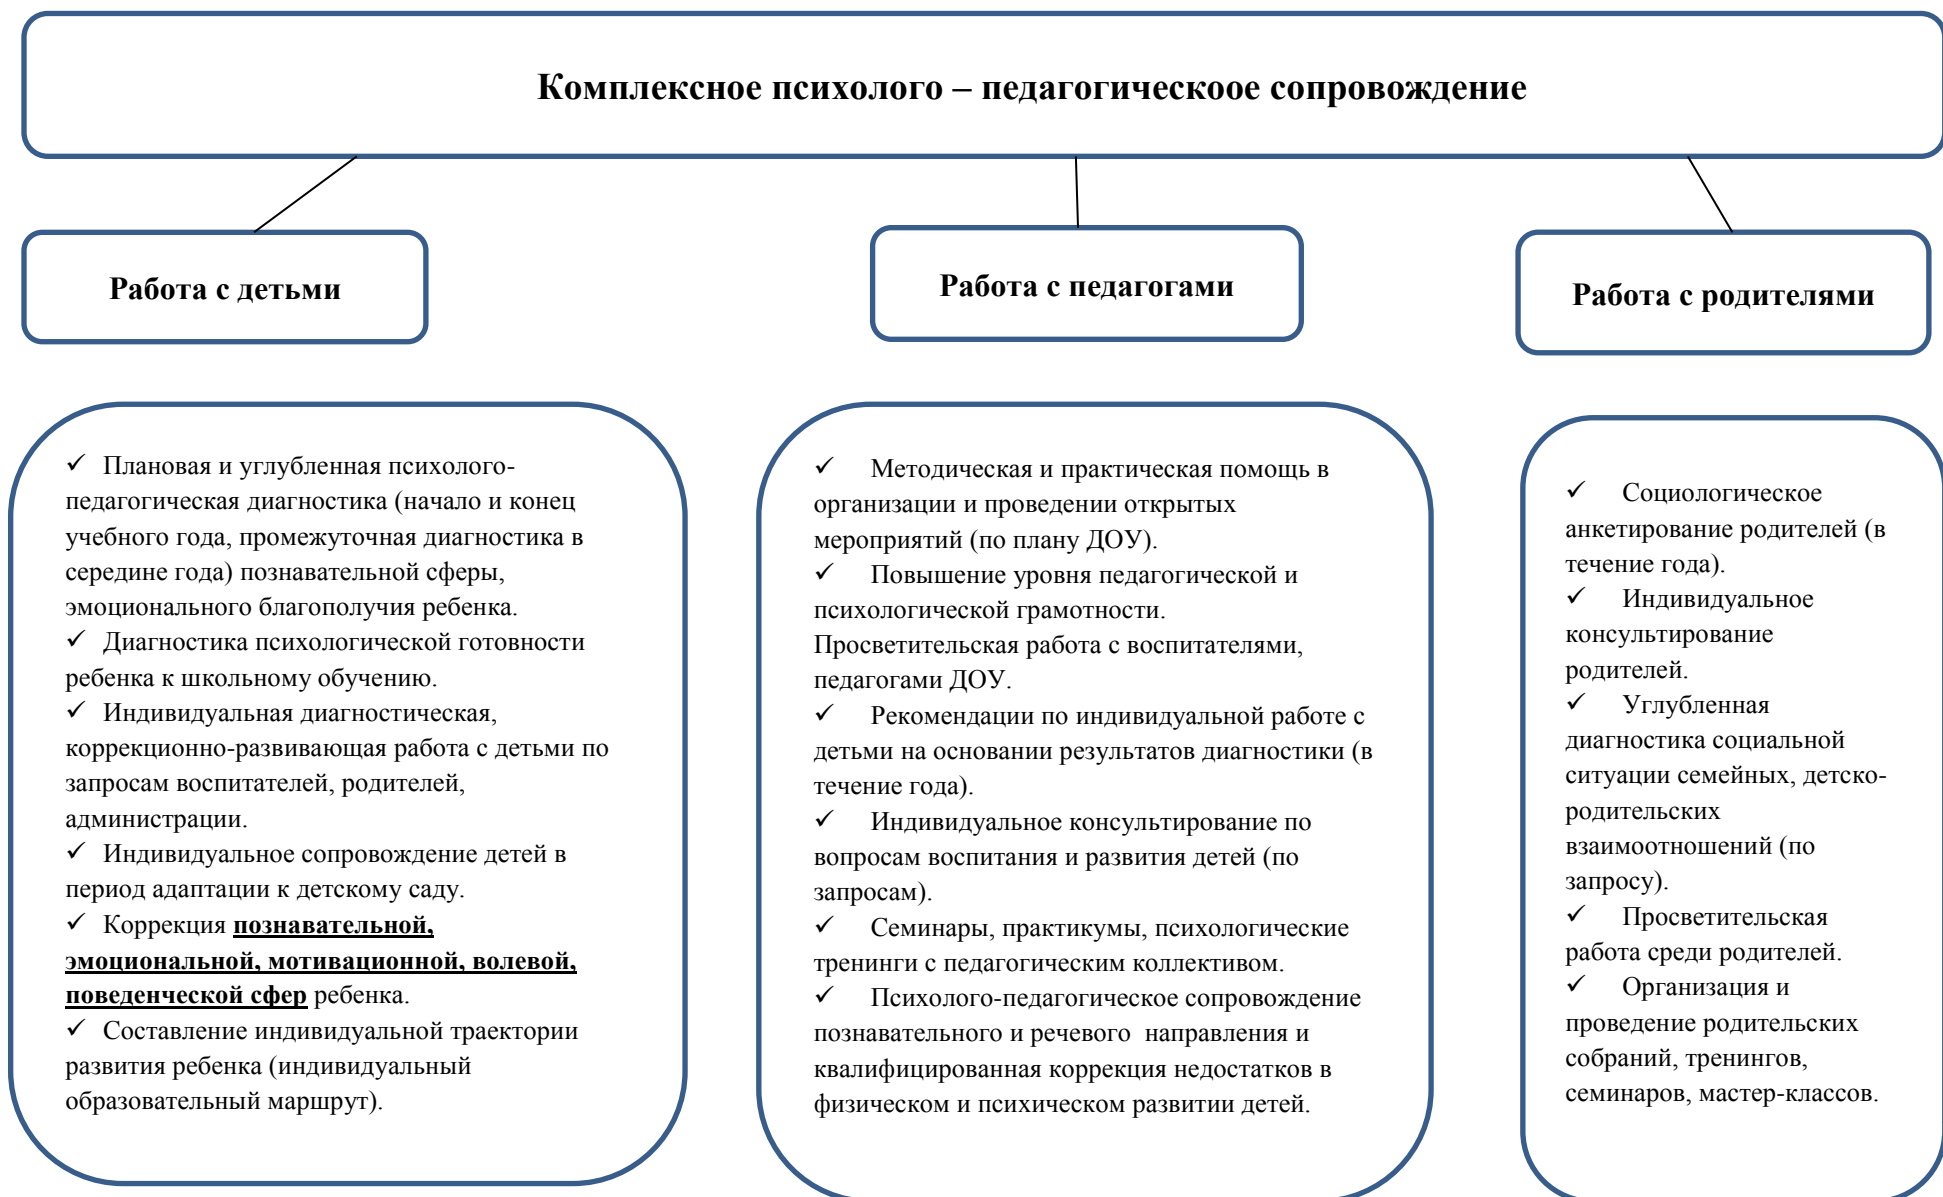 Комплексное психолого – педагогическоое сопровождение
Работа с детьми
Работа с педагогами
Работа с родителями
✓ Плановая и углубленная психолого-
педагогическая диагностика (начало и конец
учебного года, промежуточная диагностика в
середине года) познавательной сферы,
эмоционального благополучия ребенка.
✓ Диагностика психологической готовности
ребенка к школьному обучению.
✓ Индивидуальная диагностическая,
коррекционно-развивающая работа с детьми по
запросам воспитателей, родителей,
администрации.
✓ Индивидуальное сопровождение детей в
период адаптации к детскому саду.
✓ Коррекция познавательной,
эмоциональной, мотивационной, волевой,
поведенческой сфер ребенка.
✓ Составление индивидуальной траектории
развития ребенка (индивидуальный
образовательный маршрут).
✓ Методическая и практическая помощь в
организации и проведении открытых
мероприятий (по плану ДОУ).
✓ Повышение уровня педагогической и
психологической грамотности.
Просветительская работа с воспитателями,
педагогами ДОУ.
✓ Рекомендации по индивидуальной работе с
детьми на основании результатов диагностики (в
течение года).
✓ Индивидуальное консультирование по
вопросам воспитания и развития детей (по
запросам).
✓ Семинары, практикумы, психологические
тренинги с педагогическим коллективом.
✓ Психолого-педагогическое сопровождение
познавательного и речевого направления и
квалифицированная коррекция недостатков в
физическом и психическом развитии детей.
✓ Социологическое
анкетирование родителей (в
течение года).
✓ Индивидуальное
консультирование
родителей.
✓ Углубленная
диагностика социальной
ситуации семейных, детско-
родительских
взаимоотношений (по
запросу).
✓ Просветительская
работа среди родителей.
✓ Организация и
проведение родительских
собраний, тренингов,
семинаров, мастер-классов.